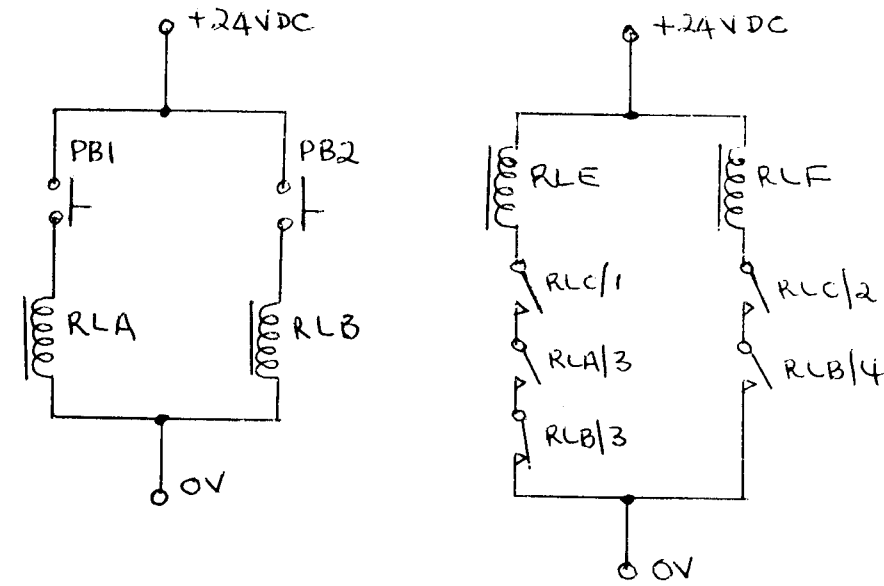 +24VDC
PB1
PB2
RLA
RLB
0V
+24VDC
RLE
RLF
RLC/1
RLC/2
RLA/3
RLB/4
RLB/3
0V